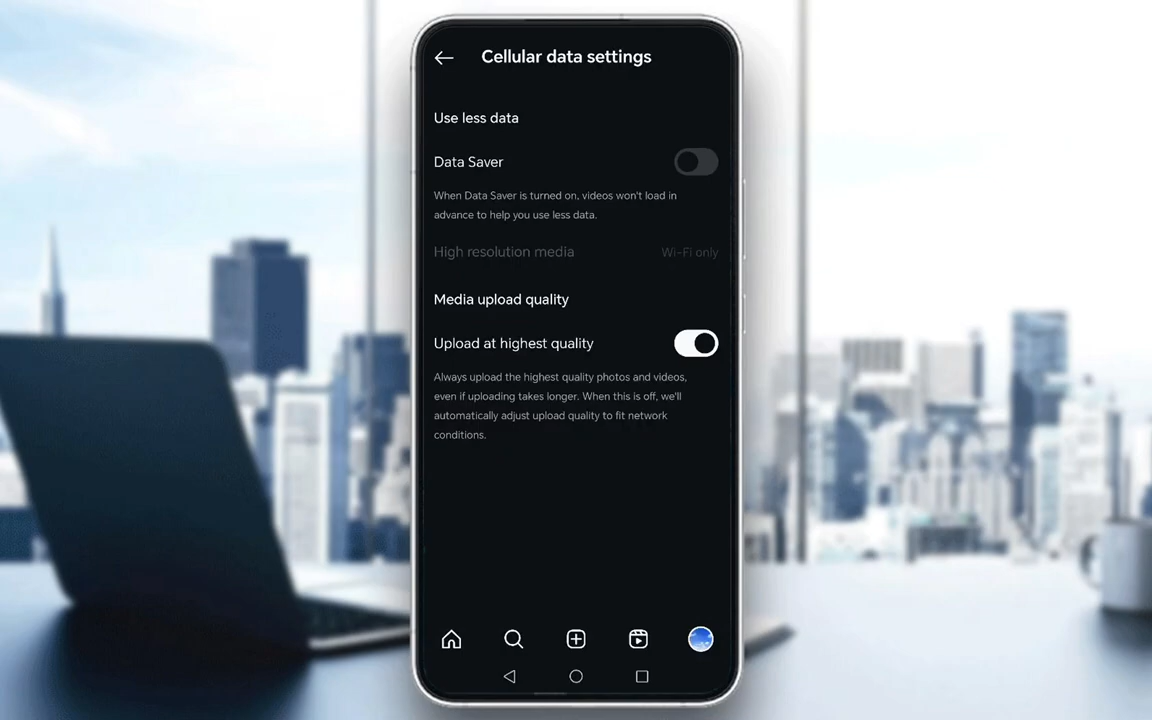 Cellular data settings
Use less data
Data Saver
When Data Saver is turned on, videos won't load in
advance to help you use less data.
High resolution media Wi-Fi only
Media upload quality
Upload at highest quality
Always upload the highest quality photos and videos,
even if uploading takes longer. When this is off, we'll
automatically adjust upload quality to fit network
conditions.